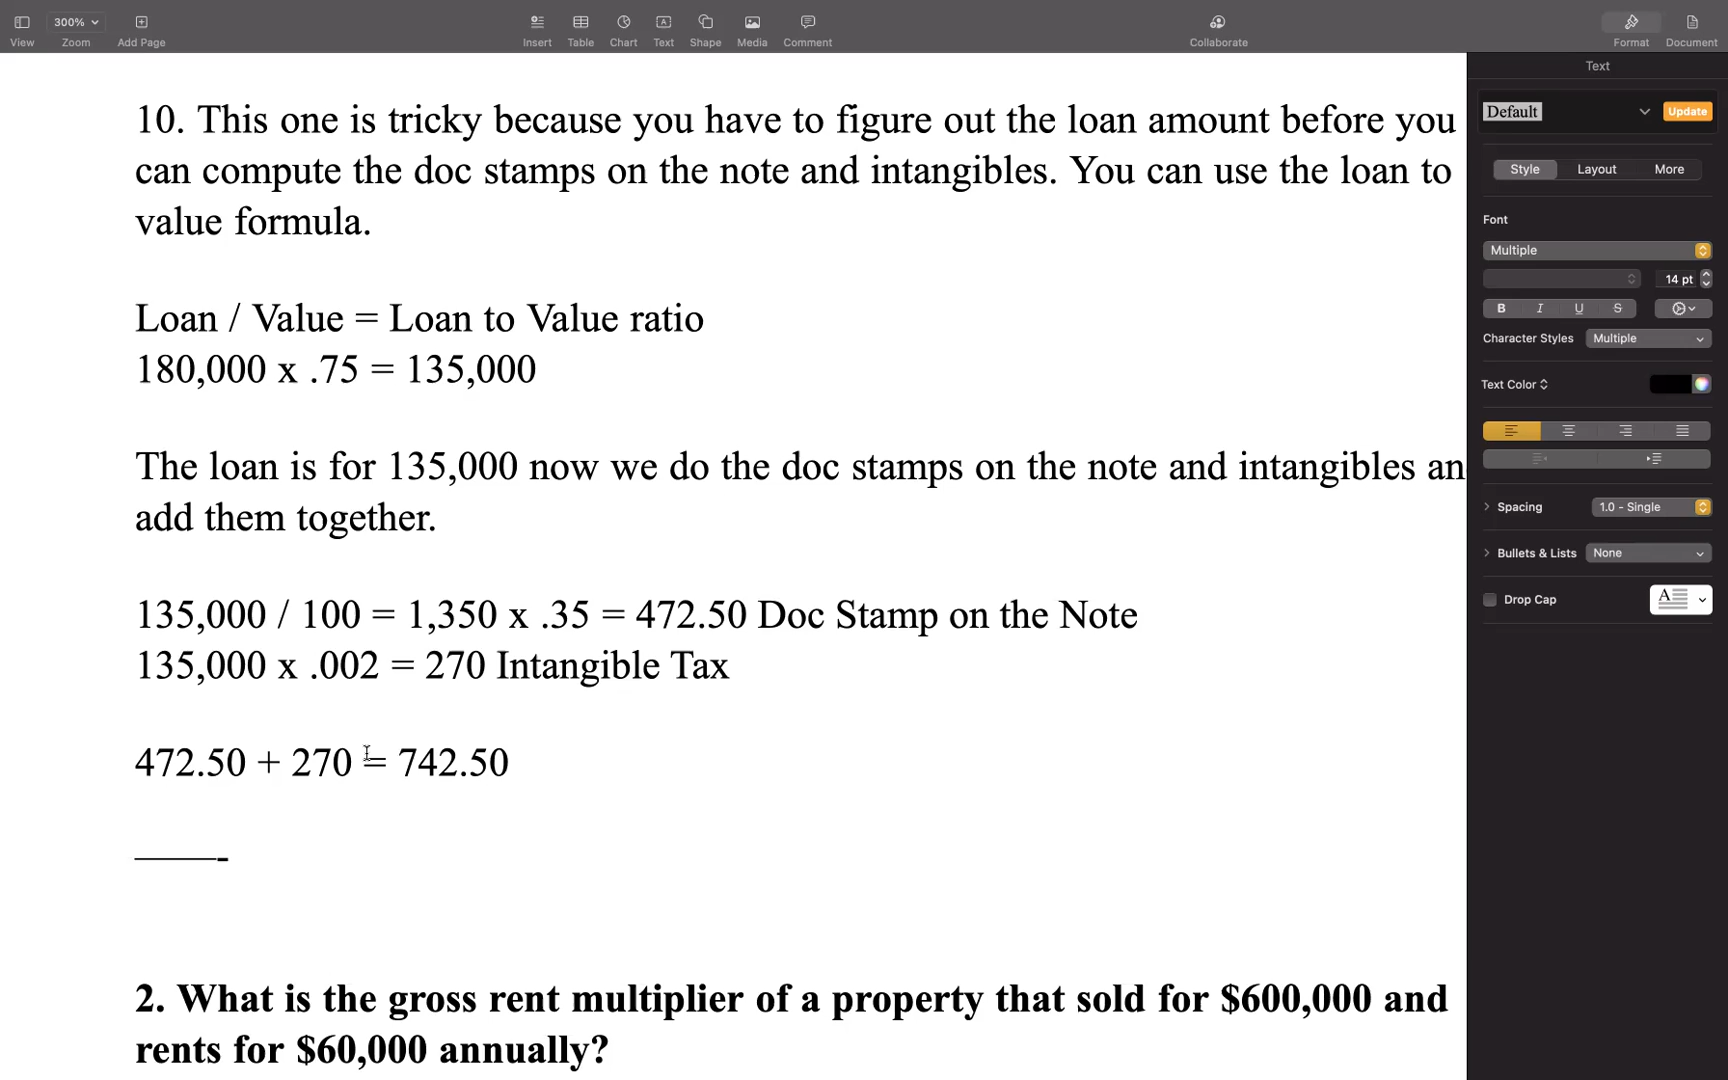 300%
View
Zoom
Add Page
Insert
Table
Chart
Text
Shape
Media
Comment
Collaborate
Format
Document
10. This one is tricky because you have to figure out the loan amount before you
can compute the doc stamps on the note and intangibles. You can use the loan to
value formula.
Loan / Value = Loan to Value ratio
180,000 x .75 = 135,000
The loan is for 135,000 now we do the doc stamps on the note and intangibles an
add them together.
135,000 / 100 = 1,350 x .35 = 472.50 Doc Stamp on the Note
135,000 x .002 = 270 Intangible Tax
472.50 + 270 = 742.50
——-
2. What is the gross rent multiplier of a property that sold for $600,000 and
rents for $60,000 annually?
Text
Default
Update
Style
Layout
More
Font
Multiple
14 pt
B I U S
Character Styles
Multiple
Text Color
Spacing
1.0 - Single
Bullets & Lists
None
Drop Cap
A